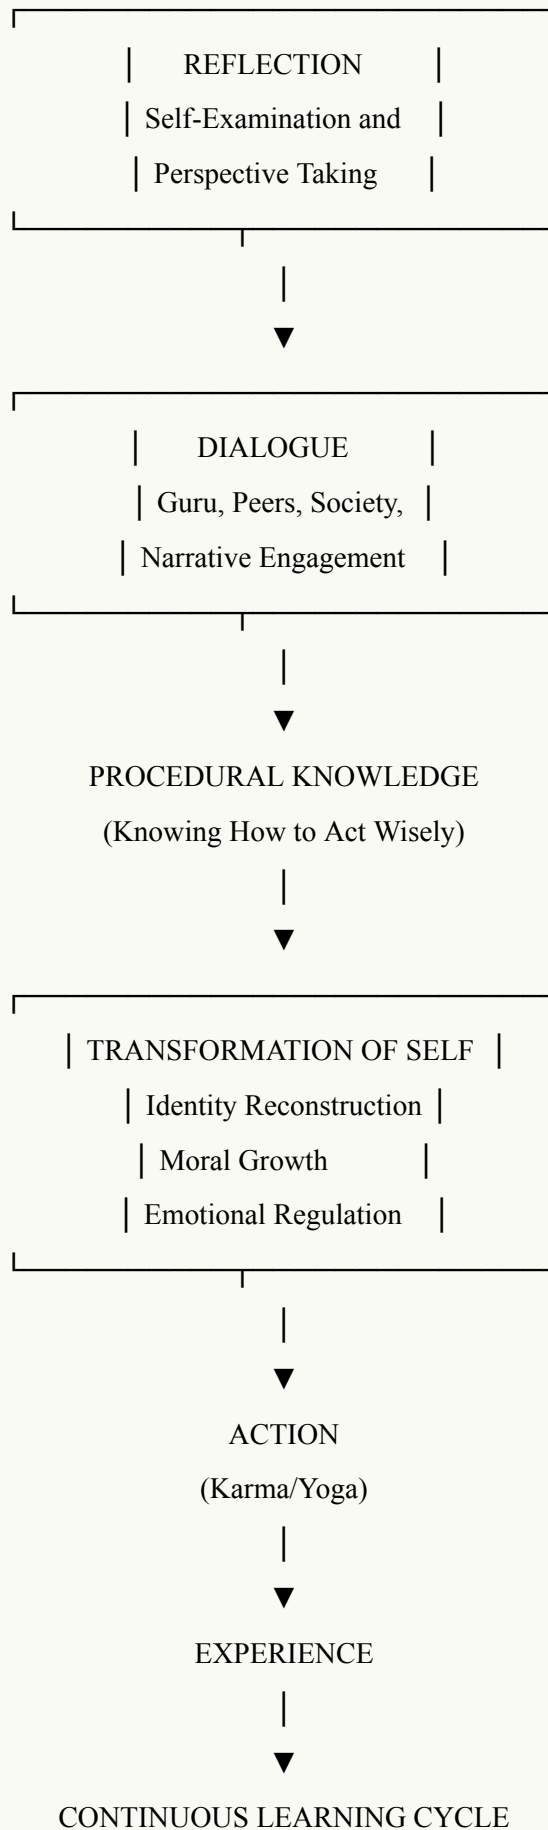 REFLECTION
Self-Examination and
Perspective Taking
DIALOGUE
Guru, Peers, Society,
Narrative Engagement
PROCEDURAL KNOWLEDGE
(Knowing How to Act Wisely)
TRANSFORMATION OF SELF
Identity Reconstruction
Moral Growth
Emotional Regulation
ACTION
(Karma/Yoga)
EXPERIENCE
CONTINUOUS LEARNING CYCLE